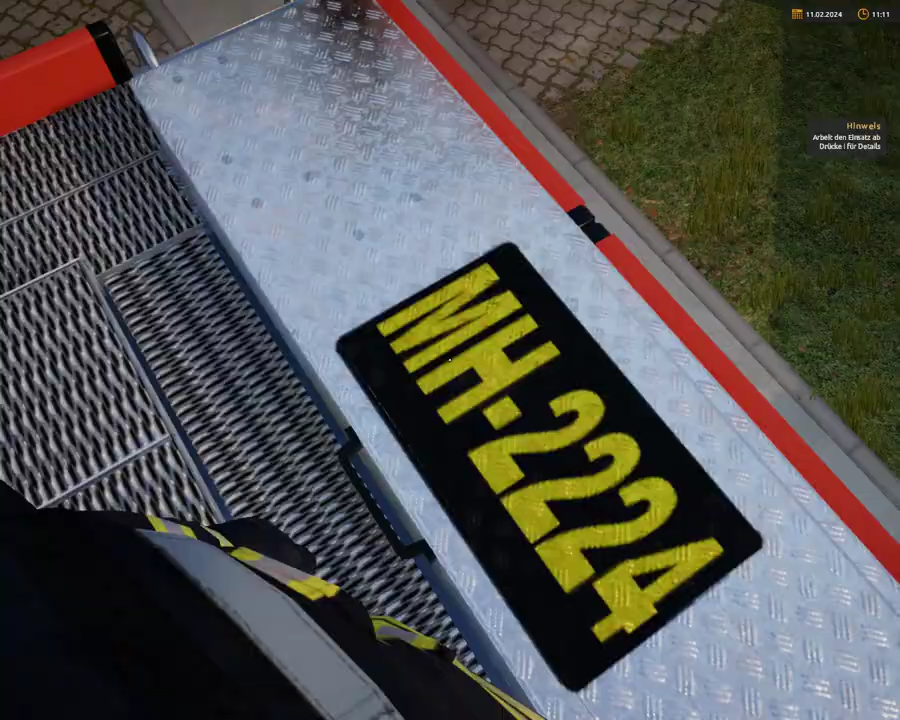 11.02.2024
11:11
Hinweis
Arbeit den Einsatz ab
Drücke I für Details
MH-224